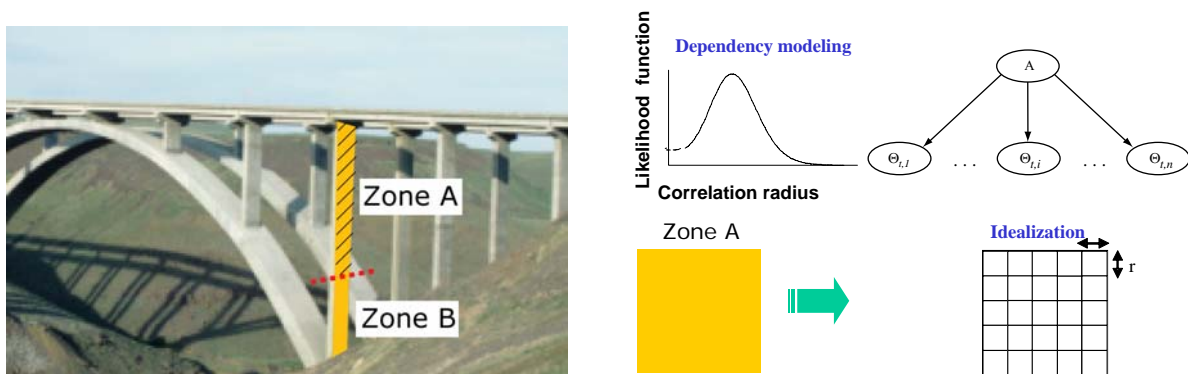 Zone A
Zone B
Dependency modeling
Likelihood function
Correlation radius
A
Θt,1 . . . Θt,i . . . Θt,n
Zone A
Idealization
r